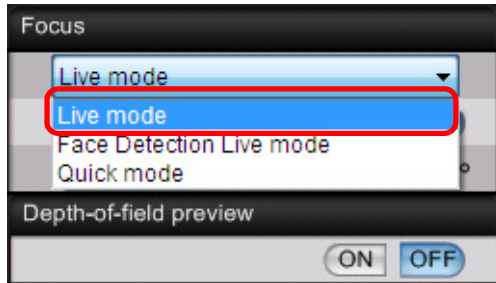 Focus
Live mode
Live mode
Face Detection Live mode
Quick mode
Depth-of-field preview
ON OFF